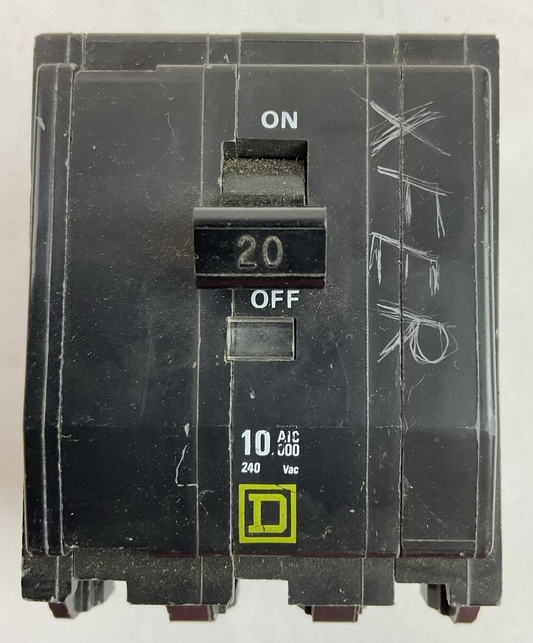 ON
20
OFF
10 AIC
,000
240 Vac
D
XFER